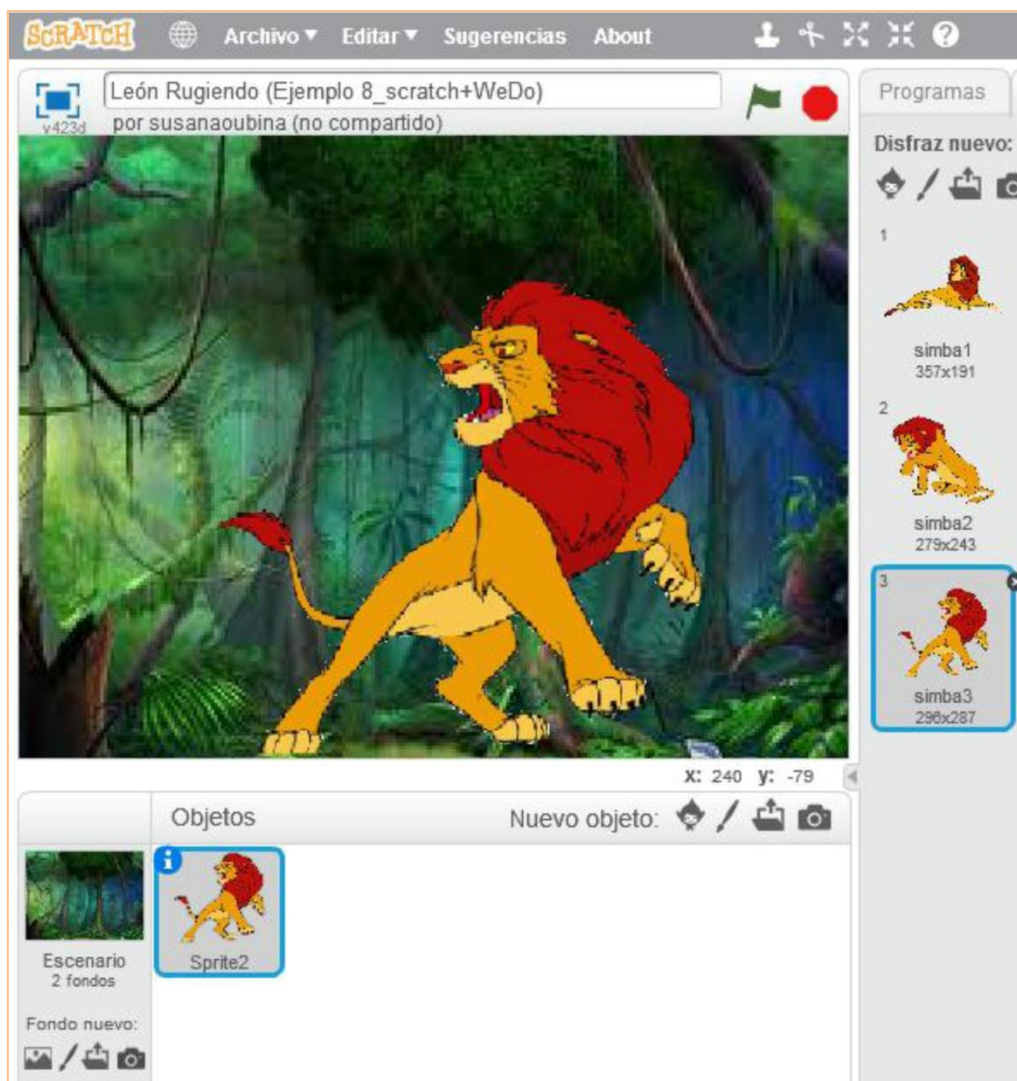 SCRATCH Archivo Editar Sugerencias About
León Rugiendo (Ejemplo 8_scratch+WeDo)
v423d por susanaoubina (no compartido)
Programas
Disfraz nuevo:
1
simba1
357x191
2
simba2
279x243
3
simba3
296x287
x: 240 y: -79
Objetos Nuevo objeto:
Escenario
2 fondos
Sprite2
Fondo nuevo: